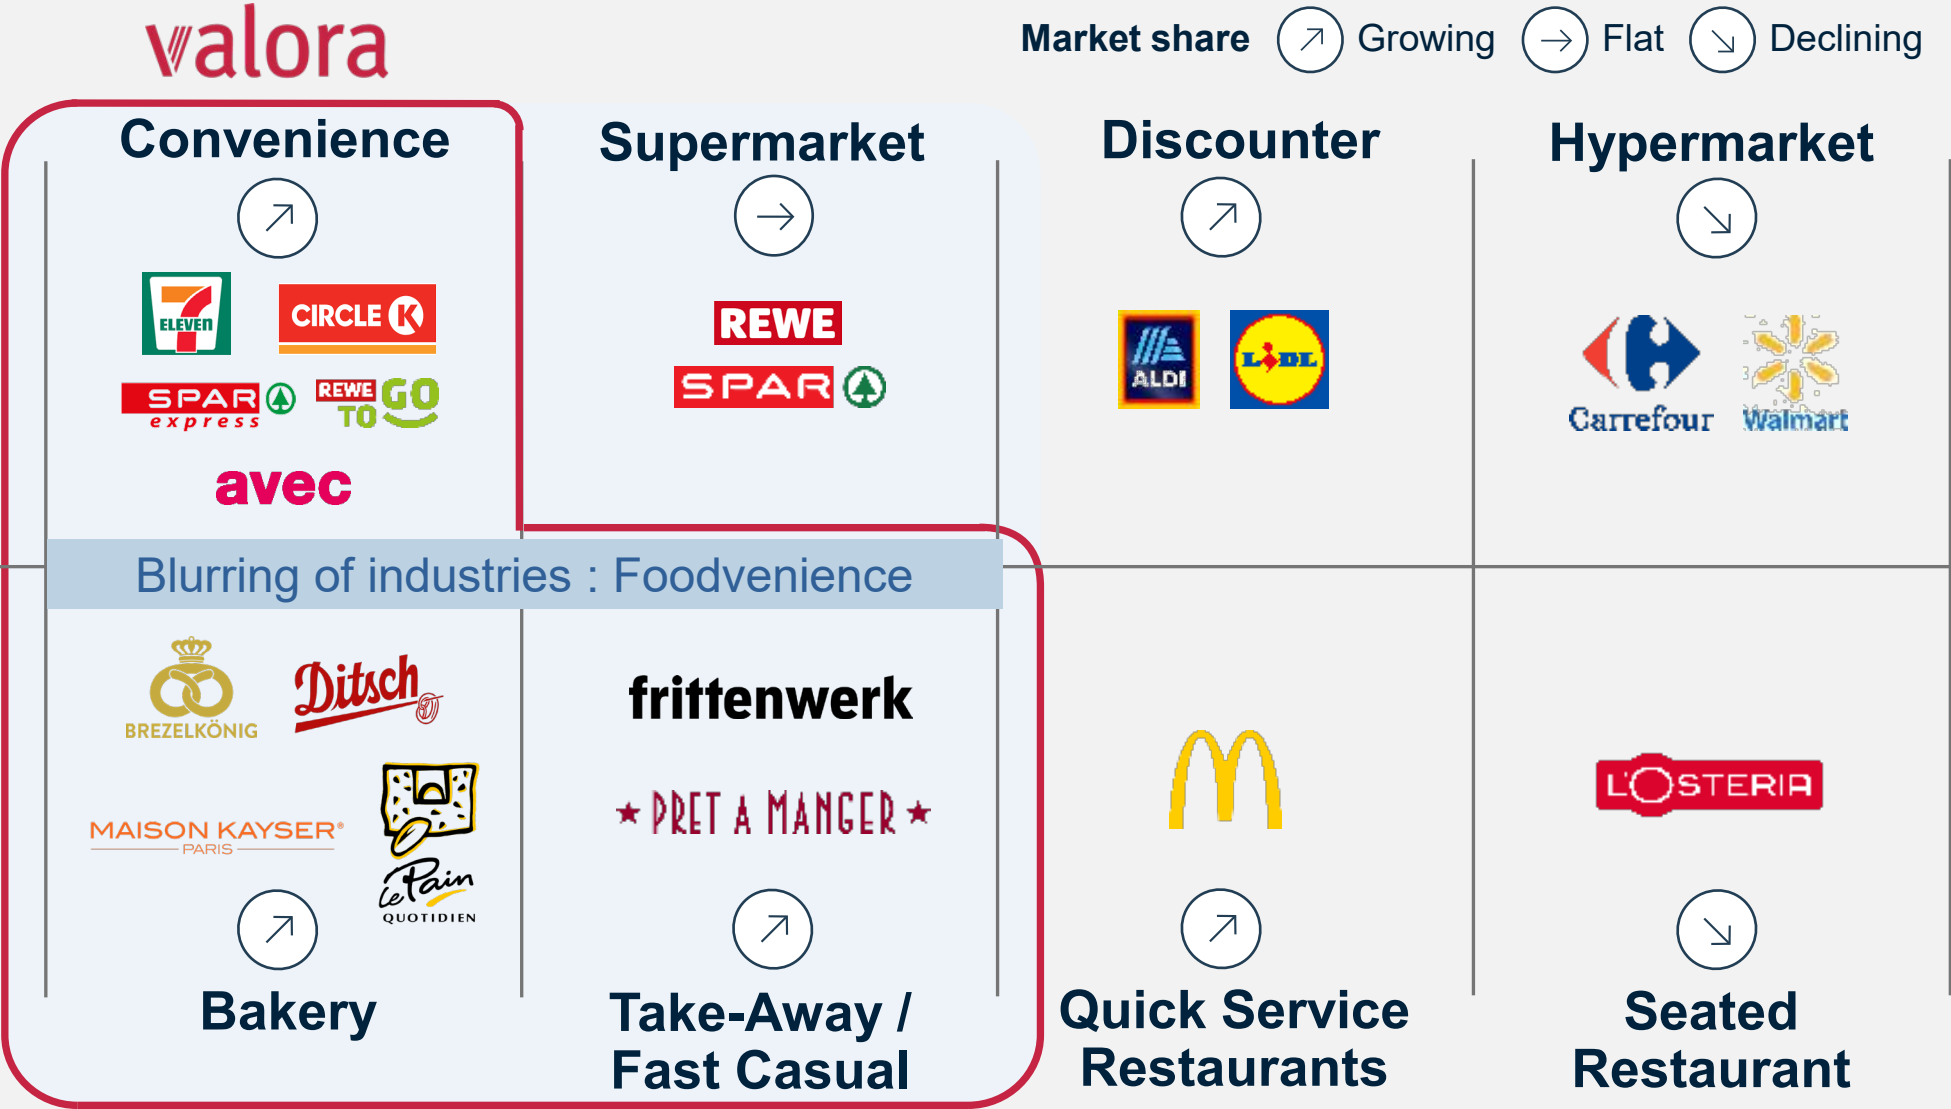 valora
Market share Growing Flat Declining
Convenience
Supermarket
Discounter
Hypermarket
7
ELEVEN
CIRCLE K
SPAR
express
REWE
TO GO
avec
REWE
SPAR
ALDI
LIDL
Carrefour
Walmart
Blurring of industries : Foodvenience
BREZELKÖNIG
Ditsch
MAISON KAYSER®
PARIS
le Pain
QUOTIDIEN
frittenwerk
PRET A MANGER
L'OSTERIA
Bakery
Take-Away /
Fast Casual
Quick Service
Restaurants
Seated
Restaurant